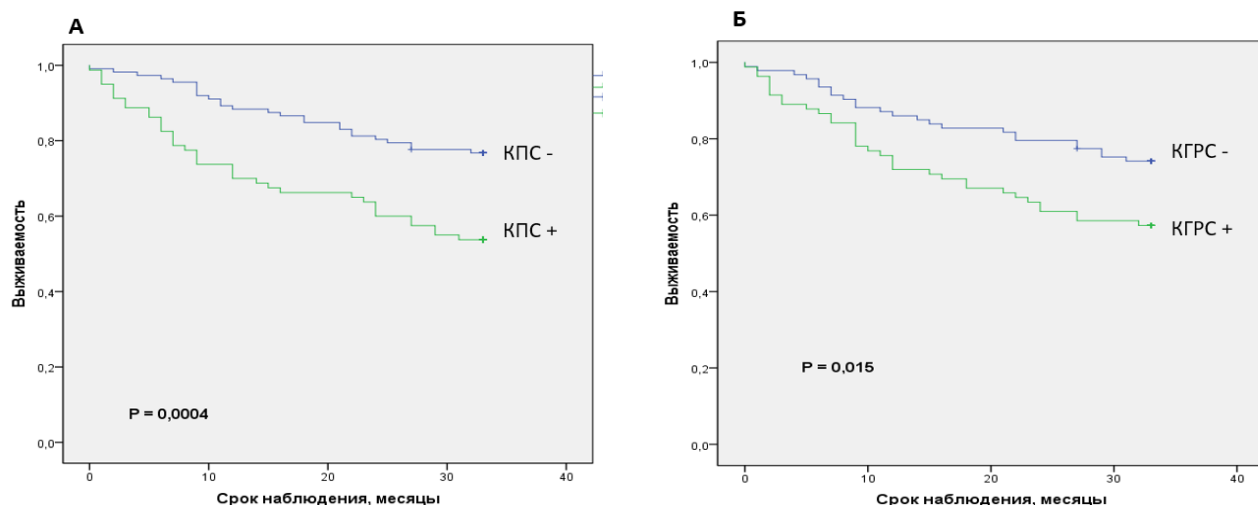 А
1,0
0,8
0,6
0,4
0,2
0,0
Выживаемость
КПС -
КПС +
P = 0,0004
0 10 20 30 40
Срок наблюдения, месяцы
Б
1,0
0,8
0,6
0,4
0,2
0,0
Выживаемость
КГРС -
КГРС +
P = 0,015
0 10 20 30 40
Срок наблюдения, месяцы